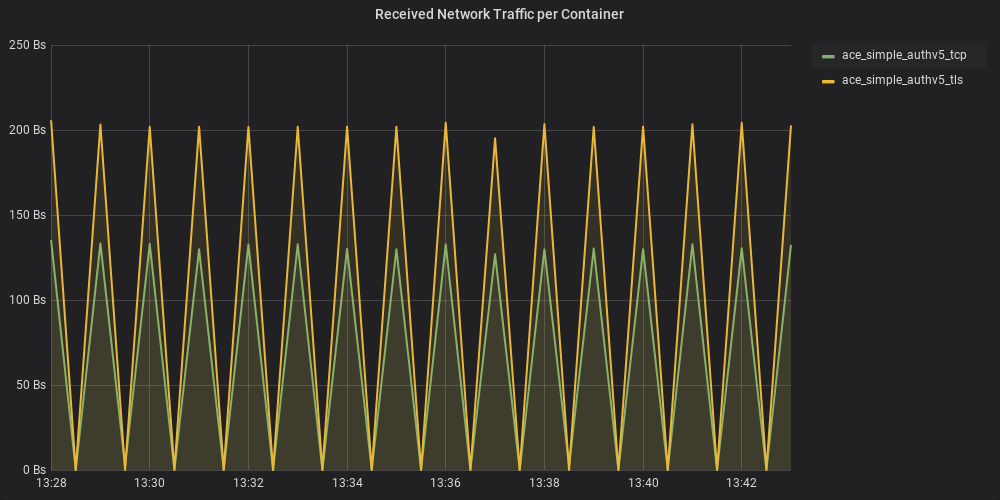 Received Network Traffic per Container
250 Bs
200 Bs
150 Bs
100 Bs
50 Bs
0 Bs
13:28
13:30
13:32
13:34
13:36
13:38
13:40
13:42
ace_simple_authv5_tcp
ace_simple_authv5_tls